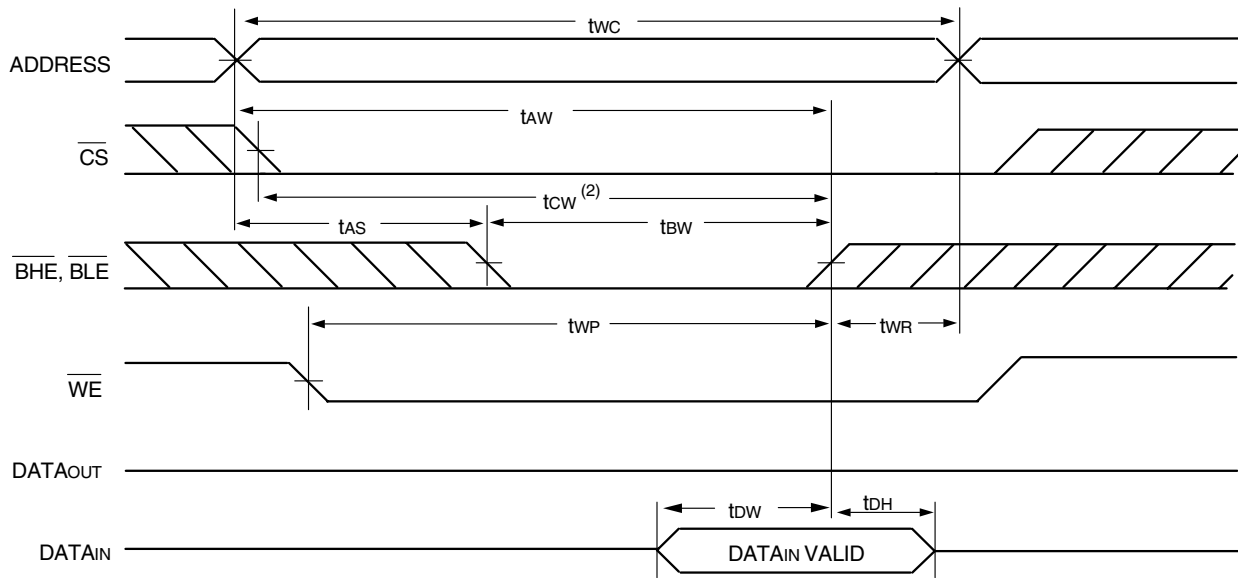 tWC
ADDRESS
tAW
CS
tCW (2)
tAS
tBW
BHE, BLE
tWP
tWR
WE
DATAOUT
tDW
tDH
DATAIN
DATAIN VALID